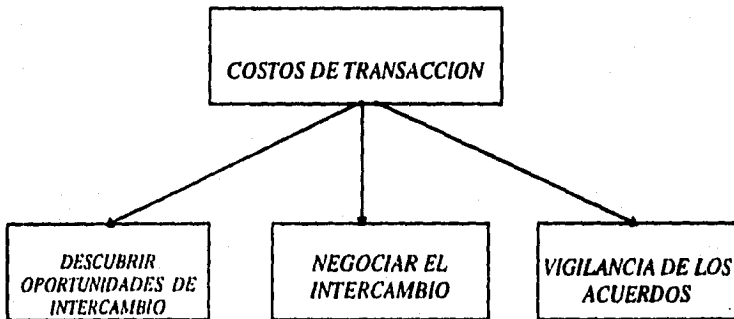 COSTOS DE TRANSACCION
DESCUBRIR
OPORTUNIDADES DE
INTERCAMBIO
NEGOCIAR EL
INTERCAMBIO
VIGILANCIA DE LOS
ACUERDOS